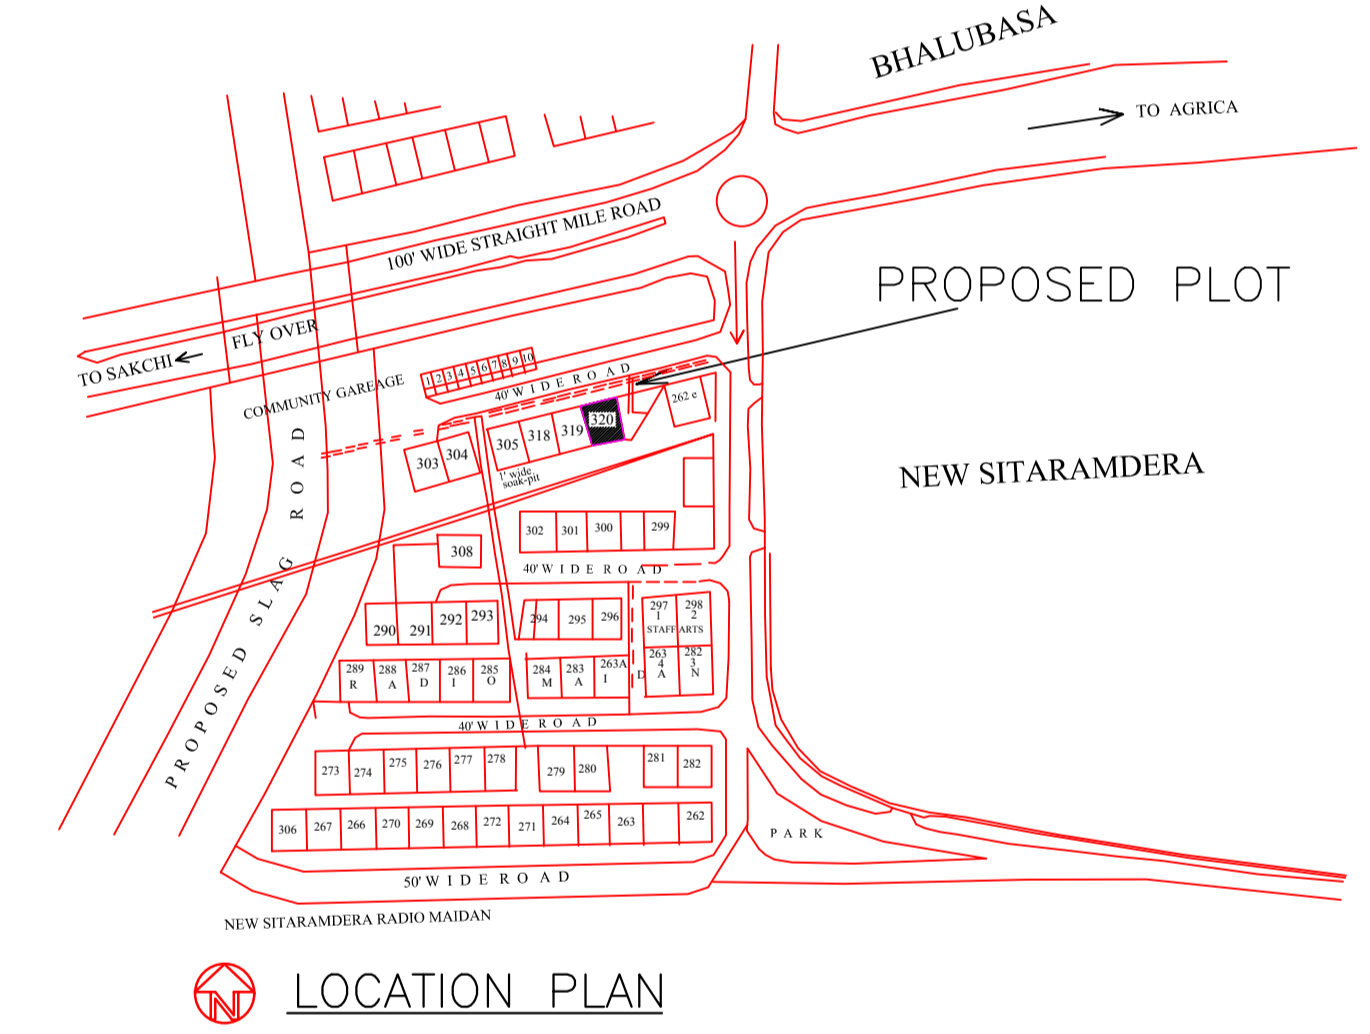 BHALUBASA
TO AGRICA
100' WIDE STRAIGHT MILE ROAD
PROPOSED PLOT
FLY OVER
TO SAKCHI
COMMUNITY GAREAGE
1 2 3 4 5 6 7 8 9 10
40' WIDE ROAD
262 e
303 304 305 318 319 320
1' wide
soak-pit
NEW SITARAMDERA
PROPOSED SLAG ROAD
302 301 300 299
308
40' WIDE ROAD
290 291 292 293 294 295 296
297 298
1 2
STAFF ARTS
263 282
4 3
A N
289 288 287 286 285 284 283 263A
R A D I O M A I D
40' WIDE ROAD
273 274 275 276 277 278 279 280 281 282
306 267 266 270 269 268 272 271 264 265 263 262
PARK
50' WIDE ROAD
NEW SITARAMDERA RADIO MAIDAN
N
LOCATION PLAN